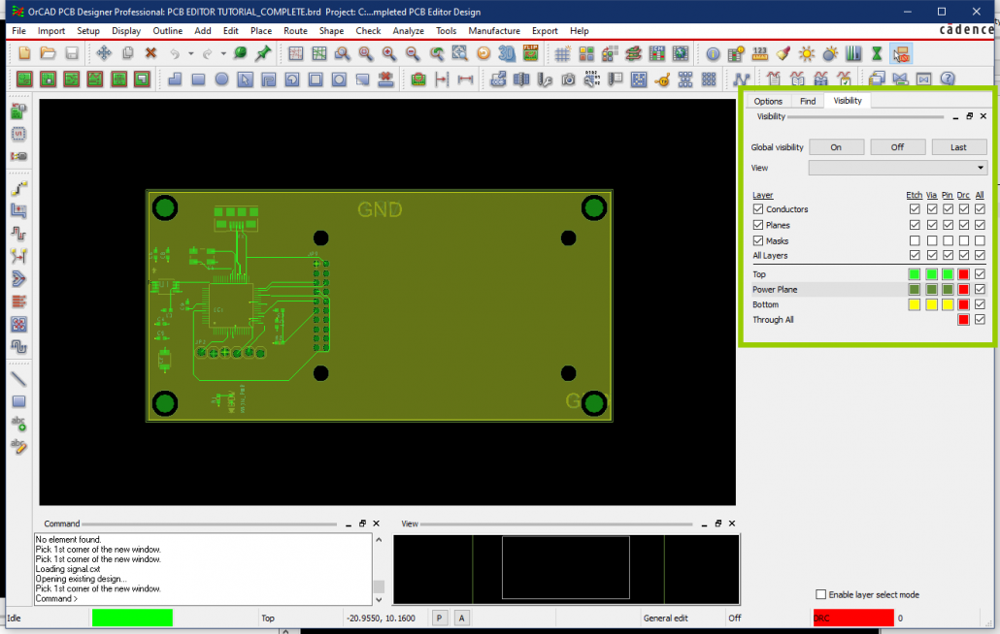 OrCAD PCB Designer Professional: PCB EDITOR TUTORIAL_COMPLETE.brd Project: C:...mpleted PCB Editor Design
File Import Setup Display Outline Add Edit Place Route Shape Check Analyze Tools Manufacture Export Help
cādence
Options Find Visibility
Visibility
Global visibility On Off Last
View
Layer Etch Via Pin Drc All
Conductors
Planes
Masks
All Layers
Top
Power Plane
Bottom
Through All
GND
JP2
Command
No element found.
Pick 1st corner of the new window.
Pick 1st corner of the new window.
Loading signal.cxt
Opening existing design...
Pick 1st corner of the new window.
Command >
View
Enable layer select mode
Idle Top -20.9550, 10.1600 P A General edit Off DRC 0